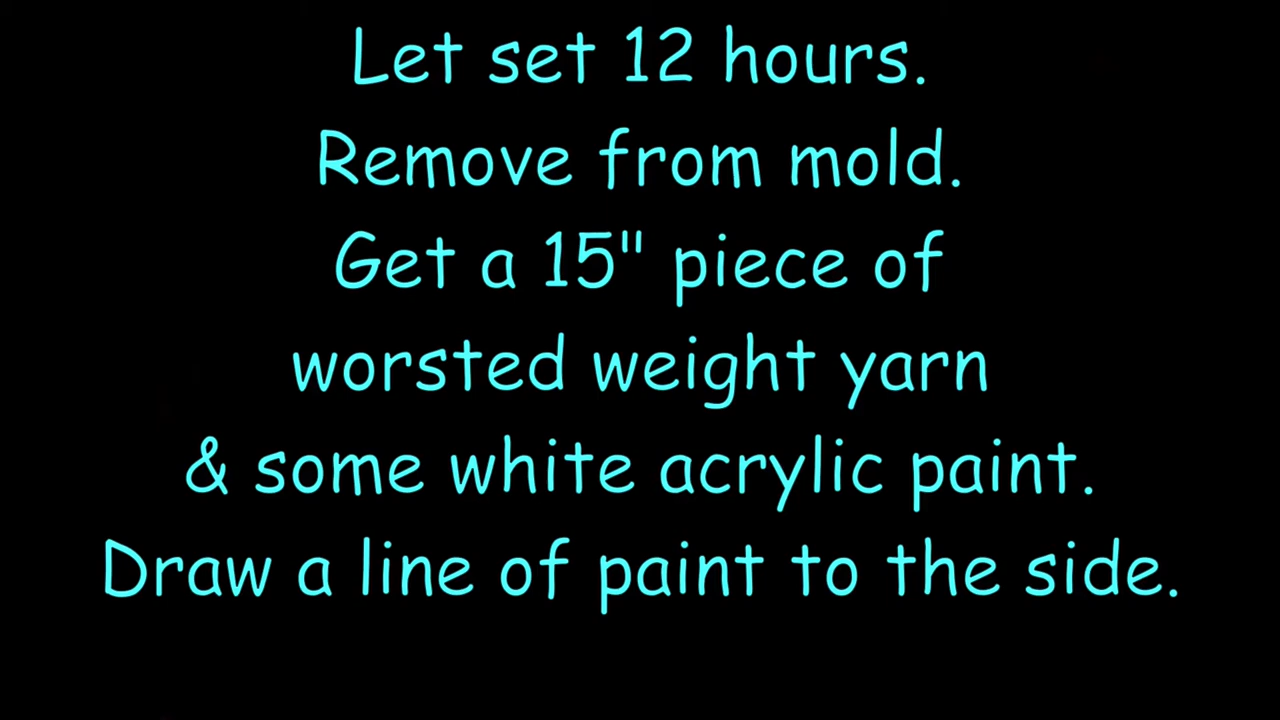 Let set 12 hours.
Remove from mold.
Get a 15" piece of
worsted weight yarn
& some white acrylic paint.
Draw a line of paint to the side.